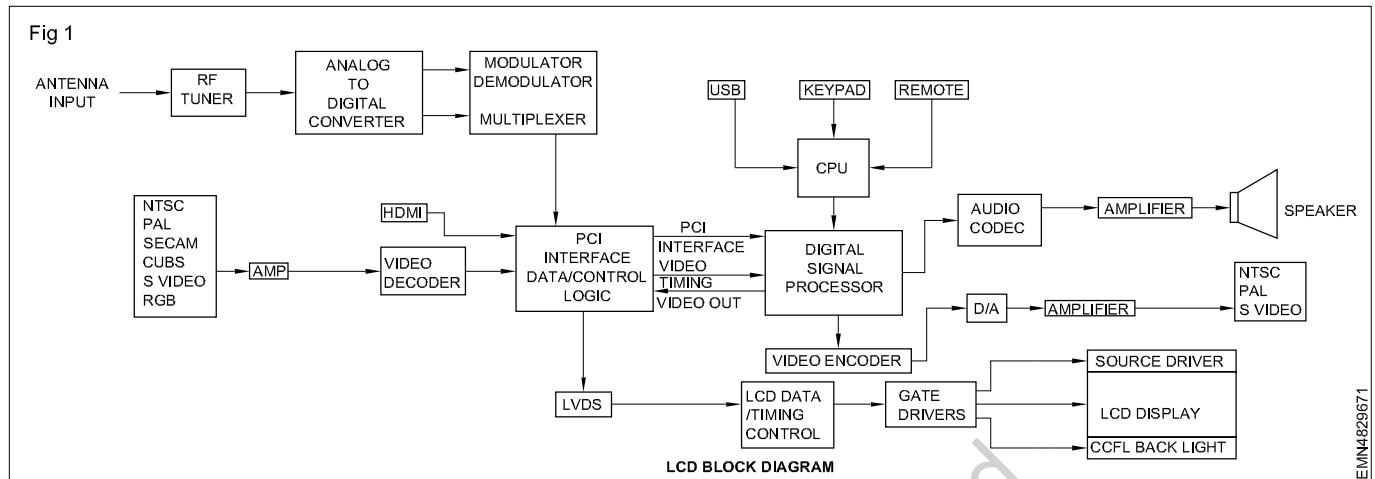 Fig 1
ANTENNA
INPUT
RF
TUNER
ANALOG
TO
DIGITAL
CONVERTER
MODULATOR
DEMODULATOR
MULTIPLEXER
USB
KEYPAD
REMOTE
CPU
NTSC
PAL
SECAM
CUBS
S VIDEO
RGB
AMP
HDMI
VIDEO
DECODER
PCI
INTERFACE
DATA/CONTROL
LOGIC
PCI
INTERFACE
VIDEO
TIMING
VIDEO OUT
DIGITAL
SIGNAL
PROCESSOR
AUDIO
CODEC
AMPLIFIER
SPEAKER
D/A
AMPLIFIER
NTSC
PAL
S VIDEO
VIDEO ENCODER
LVDS
LCD DATA
/TIMING
CONTROL
GATE
DRIVERS
SOURCE DRIVER
LCD DISPLAY
CCFL BACK LIGHT
LCD BLOCK DIAGRAM
EMN4829671